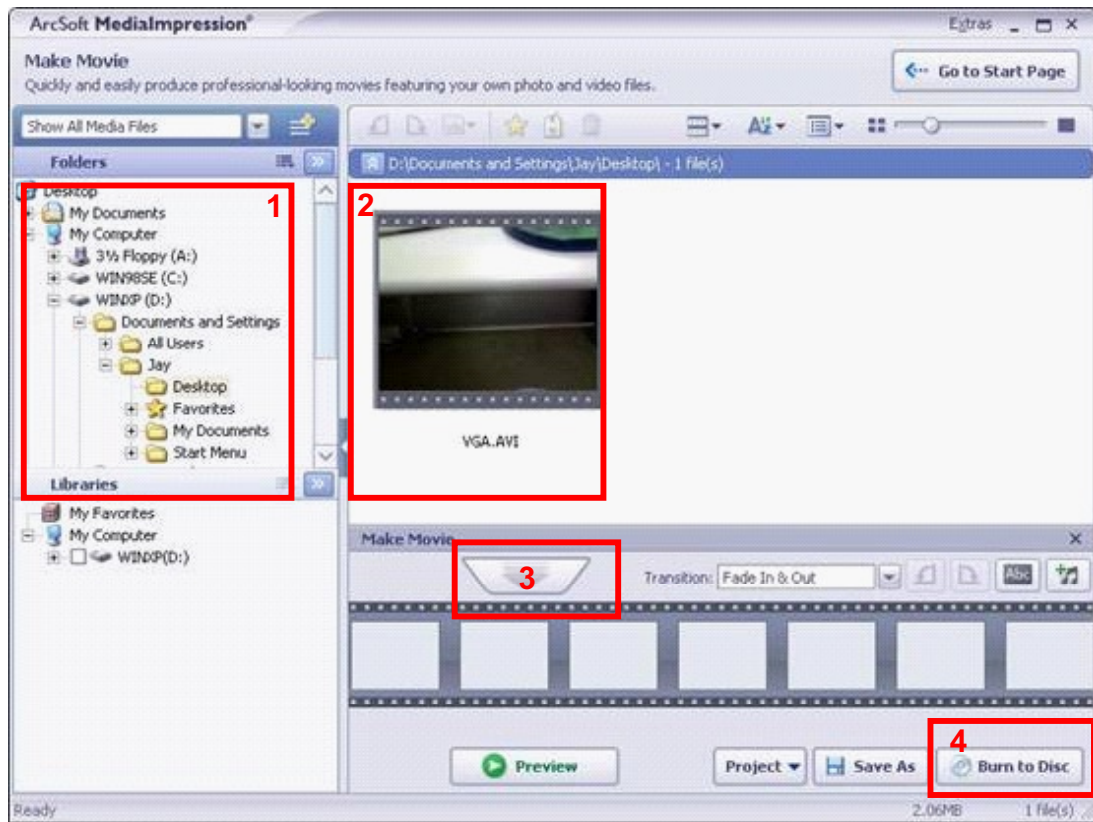 ArcSoft MediaImpression®
Extras
Make Movie
Quickly and easily produce professional-looking movies featuring your own photo and video files.
Go to Start Page
Show All Media Files
Folders
D:\Documents and Settings\Jay\Desktop\ - 1 file(s)
Desktop
1
My Documents
My Computer
3½ Floppy (A:)
WIN98SE (C:)
WINXP (D:)
Documents and Settings
All Users
Jay
Desktop
Favorites
My Documents
Start Menu
Libraries
My Favorites
My Computer
WINXP(D:)
2
VGA.AVI
Make Movie
3
Transition: Fade In & Out
Abc
4
Preview
Project
Save As
Burn to Disc
Ready
2.06MB
1 file(s)